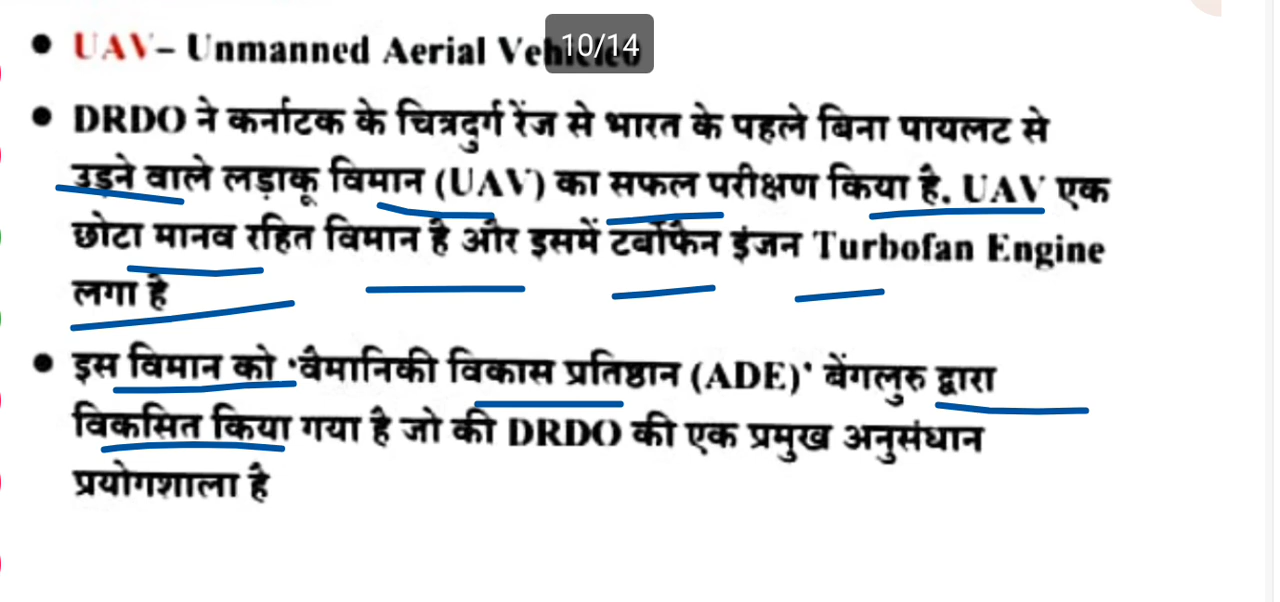 • UAV– Unmanned Aerial
10/14
• DRDO ने कर्नाटक के चित्रदुर्ग रेंज से भारत के पहले बिना पायलट से
उड़ने वाले लड़ाकू विमान (UAV) का सफल परीक्षण किया है. UAV एक
छोटा मानव रहित विमान है और इसमें टर्बोफैन इंजन Turbofan Engine
लगा है
• इस विमान को 'वैमानिकी विकास प्रतिष्ठान (ADE)' बेंगलुरु द्वारा
विकसित किया गया है जो की DRDO की एक प्रमुख अनुसंधान
प्रयोगशाला है